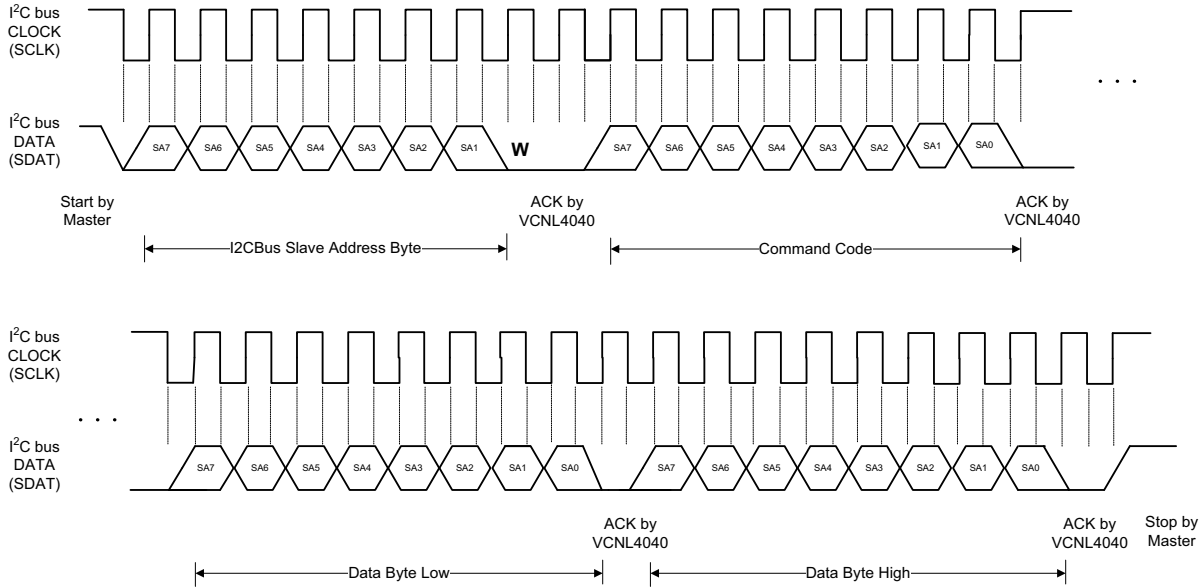 I2C bus
CLOCK
(SCLK)
. . .
I2C bus
DATA
(SDAT)
SA7 SA6 SA5 SA4 SA3 SA2 SA1 W SA7 SA6 SA5 SA4 SA3 SA2 SA1 SA0
Start by
Master
ACK by
VCNL4040
ACK by
VCNL4040
I2CBus Slave Address Byte
Command Code
I2C bus
CLOCK
(SCLK)
. . .
I2C bus
DATA
(SDAT)
SA7 SA6 SA5 SA4 SA3 SA2 SA1 SA0 SA7 SA6 SA5 SA4 SA3 SA2 SA1 SA0
ACK by
VCNL4040
ACK by
VCNL4040
Stop by
Master
Data Byte Low
Data Byte High